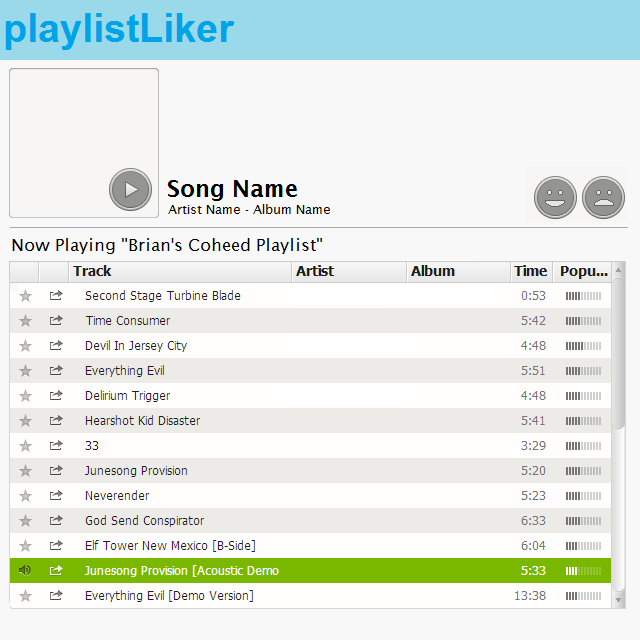 playlistLiker
Song Name
Artist Name - Album Name
Now Playing "Brian's Coheed Playlist"
Track Artist Album Time Popu...
Second Stage Turbine Blade 0:53
Time Consumer 5:42
Devil In Jersey City 4:48
Everything Evil 5:51
Delirium Trigger 4:48
Hearshot Kid Disaster 5:41
33 3:29
Junesong Provision 5:20
Neverender 5:23
God Send Conspirator 6:33
Elf Tower New Mexico [B-Side] 6:04
Junesong Provision [Acoustic Demo 5:33
Everything Evil [Demo Version] 13:38